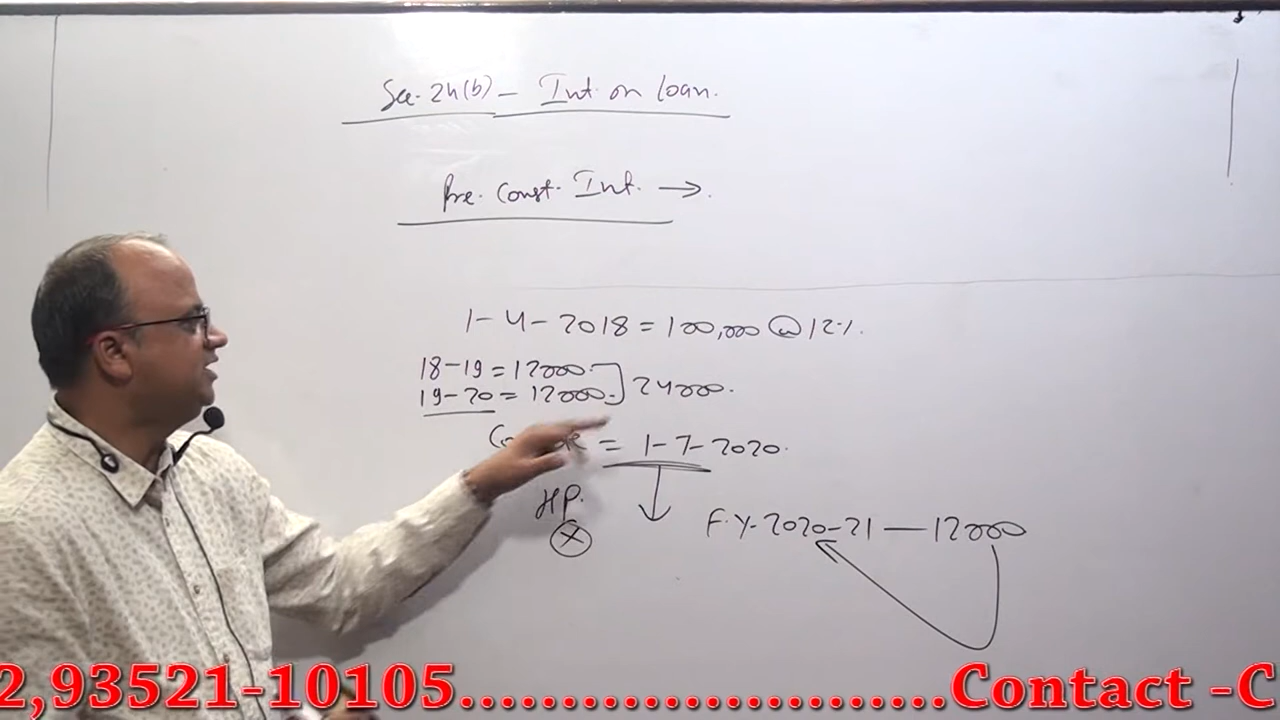 Sec. 24(b) – Int. on loan.
Pre. Const. Int. →.
1-4-2018 = 100,000 @ 12%.
18-19 = 12000.
19-20 = 12000. } 24000.
= 1-7-2020.
H.P.
F.Y. 2020-21 — 12000
2,93521-10105.......................Contact -C